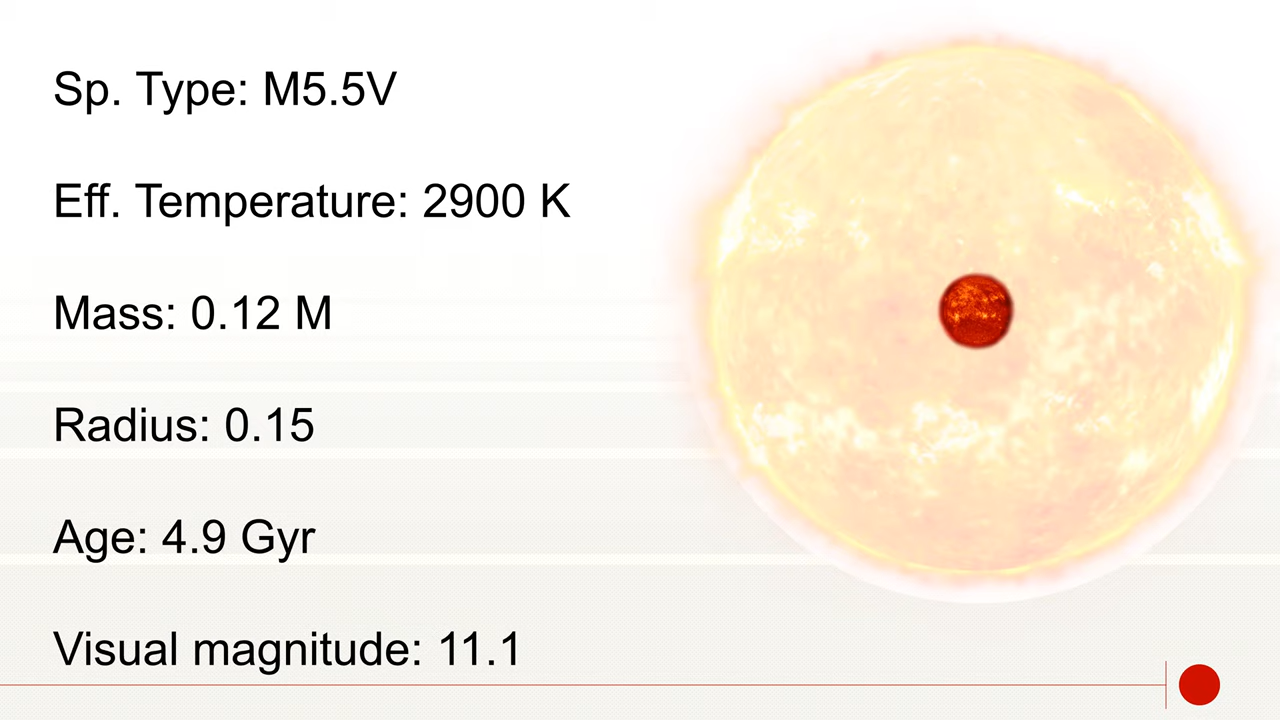 Sp. Type: M5.5V
Eff. Temperature: 2900 K
Mass: 0.12 M
Radius: 0.15
Age: 4.9 Gyr
Visual magnitude: 11.1